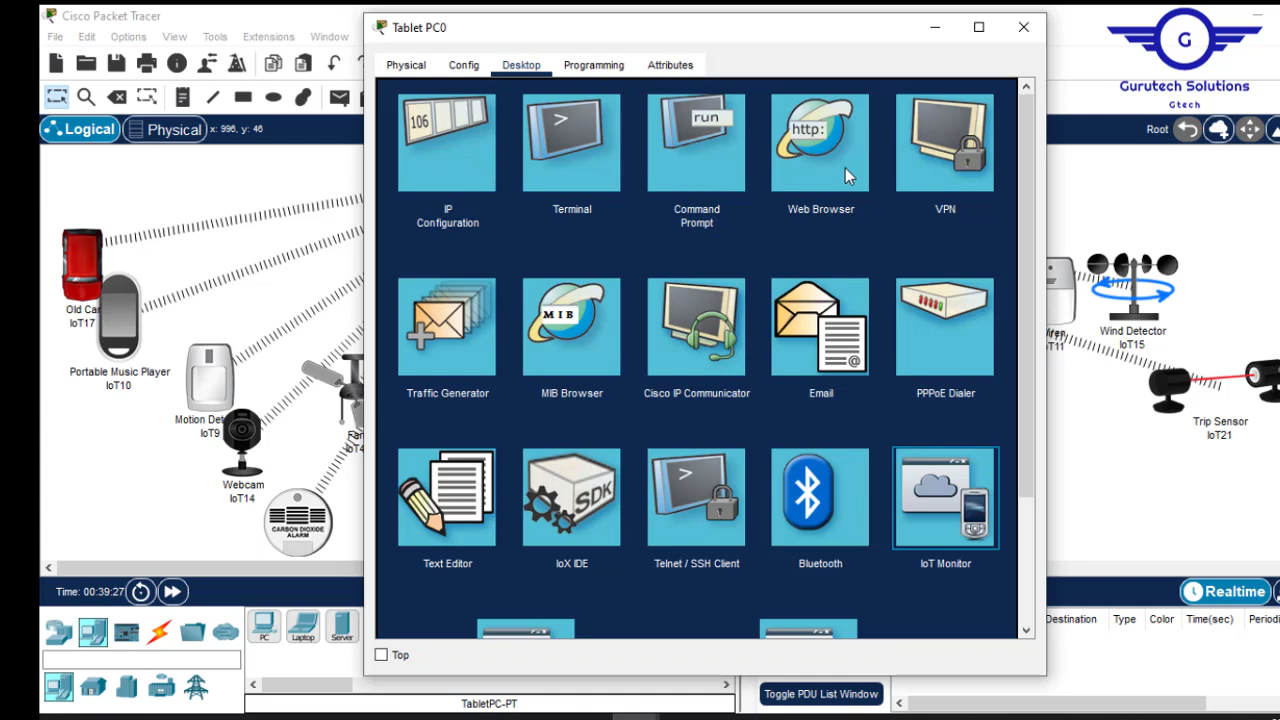 Cisco Packet Tracer
File Edit Options View Tools Extensions Window
Logical
Physical
x: 996, y: 46
Root
G
Gurutech Solutions
Gtech
Tablet PC0
Physical Config Desktop Programming Attributes
106
>
run
http:
IP
Configuration
Terminal
Command
Prompt
Web Browser
VPN
MIB
@
Traffic Generator
MIB Browser
Cisco IP Communicator
Email
PPPoE Dialer
SDK
>
Text Editor
IoX IDE
Telnet / SSH Client
Bluetooth
IoT Monitor
Top
IoT17
Portable Music Player
IoT10
IoT9
Webcam
IoT14
CARBON DIOXIDE
ALARM
Wind Detector
IoT15
Trip Sensor
IoT21
Time: 00:39:27
Realtime
PC
Laptop
Server
TabletPC-PT
Toggle PDU List Window
Destination Type Color Time(sec)